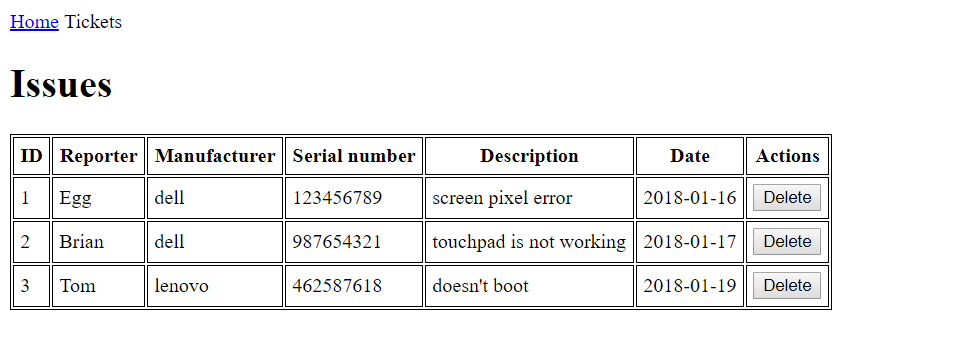 Home Tickets
Issues
ID Reporter Manufacturer Serial number Description Date Actions
1 Egg dell 123456789 screen pixel error 2018-01-16 Delete
2 Brian dell 987654321 touchpad is not working 2018-01-17 Delete
3 Tom lenovo 462587618 doesn't boot 2018-01-19 Delete